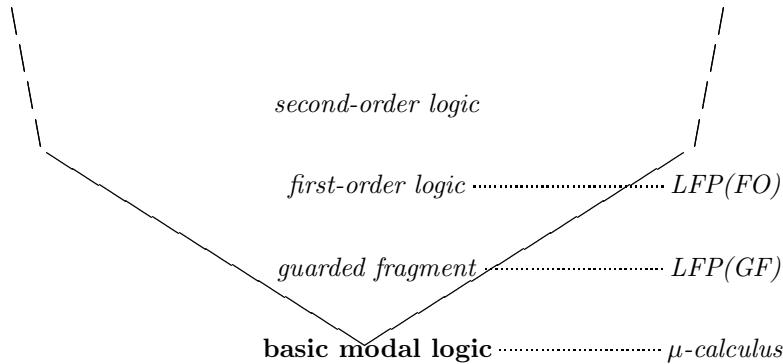 second-order logic
first-order logic LFP(FO)
guarded fragment LFP(GF)
basic modal logic μ-calculus